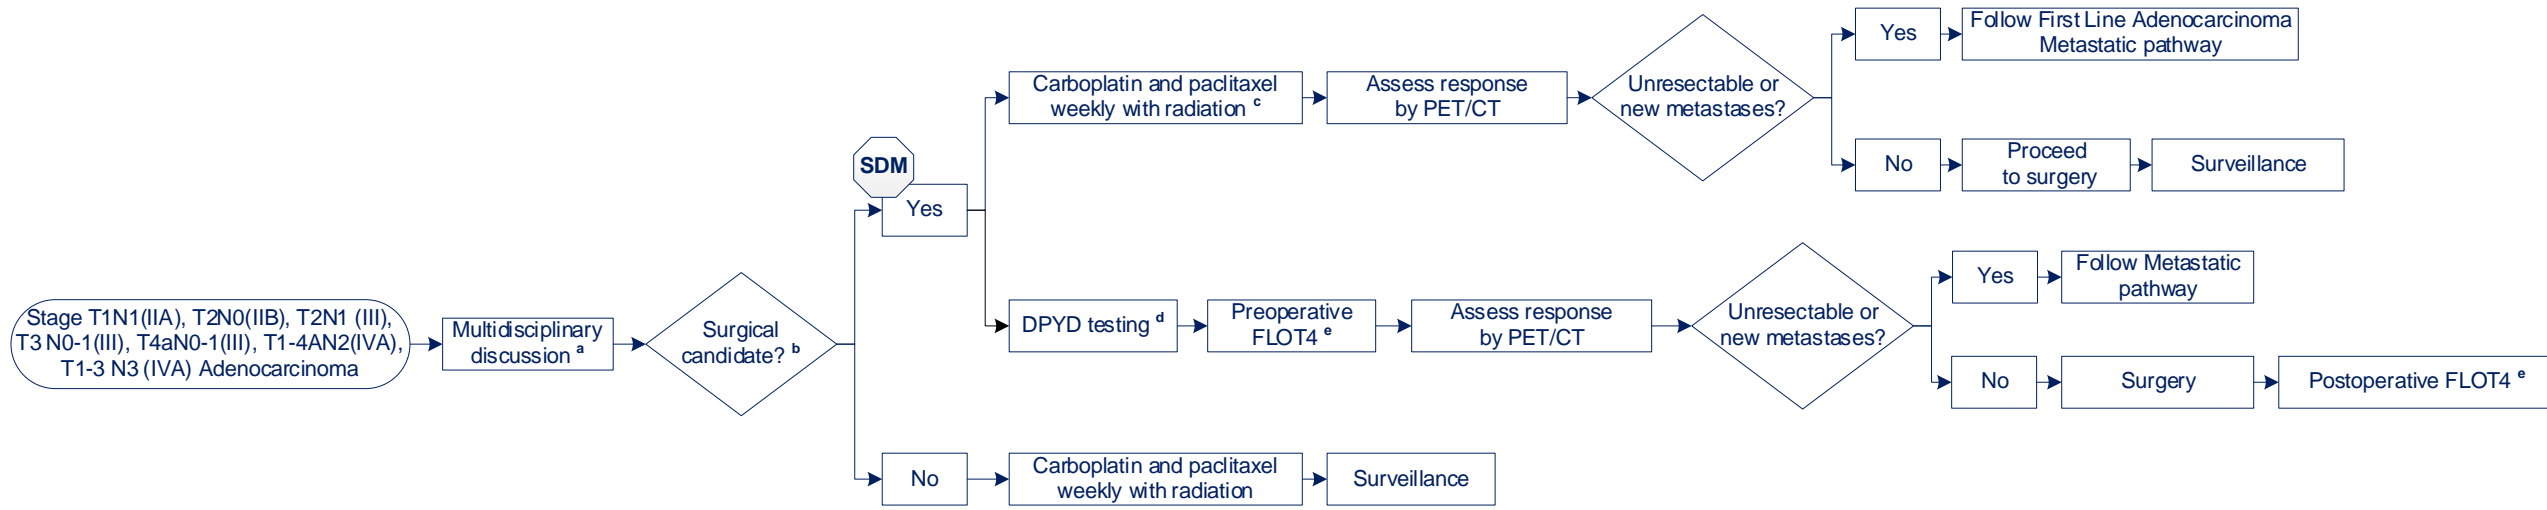 Stage T1N1(IIA), T2N0(IIB), T2N1 (III),
T3 N0-1(III), T4aN0-1(III), T1-4AN2(IVA),
T1-3 N3 (IVA) Adenocarcinoma
Multidisciplinary
discussion a
Surgical
candidate? b
SDM
Yes
Carboplatin and paclitaxel
weekly with radiation c
Assess response
by PET/CT
Unresectable or
new metastases?
Yes
Follow First Line Adenocarcinoma
Metastatic pathway
No
Proceed
to surgery
Surveillance
DPYD testing d
Preoperative
FLOT4 e
Assess response
by PET/CT
Unresectable or
new metastases?
Yes
Follow Metastatic
pathway
No
Surgery
Postoperative FLOT4 e
No
Carboplatin and paclitaxel
weekly with radiation
Surveillance